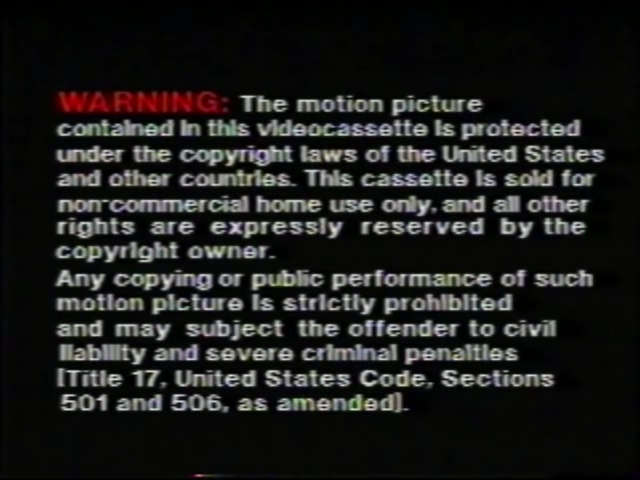 WARNING: The motion picture
contained in this videocassette is protected
under the copyright laws of the United States
and other countries. This cassette is sold for
non-commercial home use only, and all other
rights are expressly reserved by the
copyright owner.
Any copying or public performance of such
motion picture is strictly prohibited
and may subject the offender to civil
liability and severe criminal penalties
[Title 17, United States Code, Sections
501 and 506, as amended].